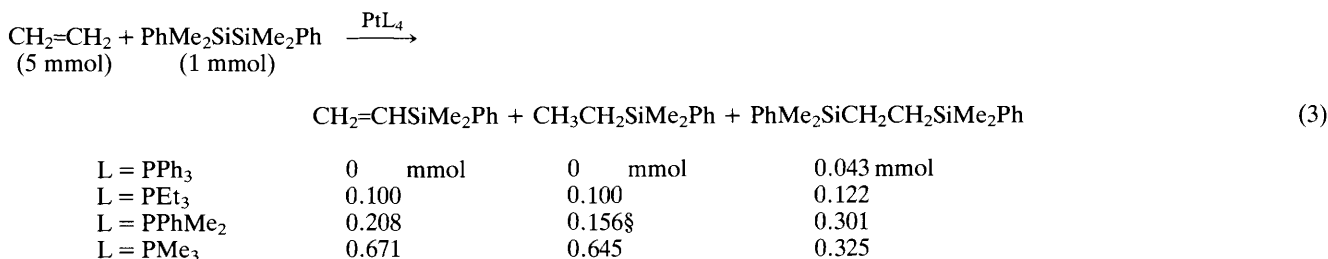 PtL₄
CH₂=CH₂ + PhMe₂SiSiMe₂Ph
(5 mmol) (1 mmol)
CH₂=CHSiMe₂Ph + CH₃CH₂SiMe₂Ph + PhMe₂SiCH₂CH₂SiMe₂Ph (3)
L = PPh₃ 0 mmol 0 mmol 0.043 mmol
L = PEt₃ 0.100 0.100 0.122
L = PPhMe₂ 0.208 0.156§ 0.301
L = PMe₃ 0.671 0.645 0.325